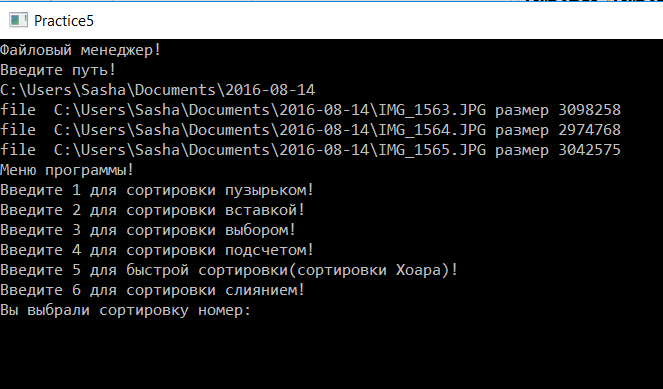 Practice5
Файловый менеджер!
Введите путь!
C:\Users\Sasha\Documents\2016-08-14
file  C:\Users\Sasha\Documents\2016-08-14\IMG_1563.JPG размер 3098258
file  C:\Users\Sasha\Documents\2016-08-14\IMG_1564.JPG размер 2974768
file  C:\Users\Sasha\Documents\2016-08-14\IMG_1565.JPG размер 3042575
Меню программы!
Введите 1 для сортировки пузырьком!
Введите 2 для сортировки вставкой!
Введите 3 для сортировки выбором!
Введите 4 для сортировки подсчетом!
Введите 5 для быстрой сортировки(сортировки Хоара)!
Введите 6 для сортировки слиянием!
Вы выбрали сортировку номер: